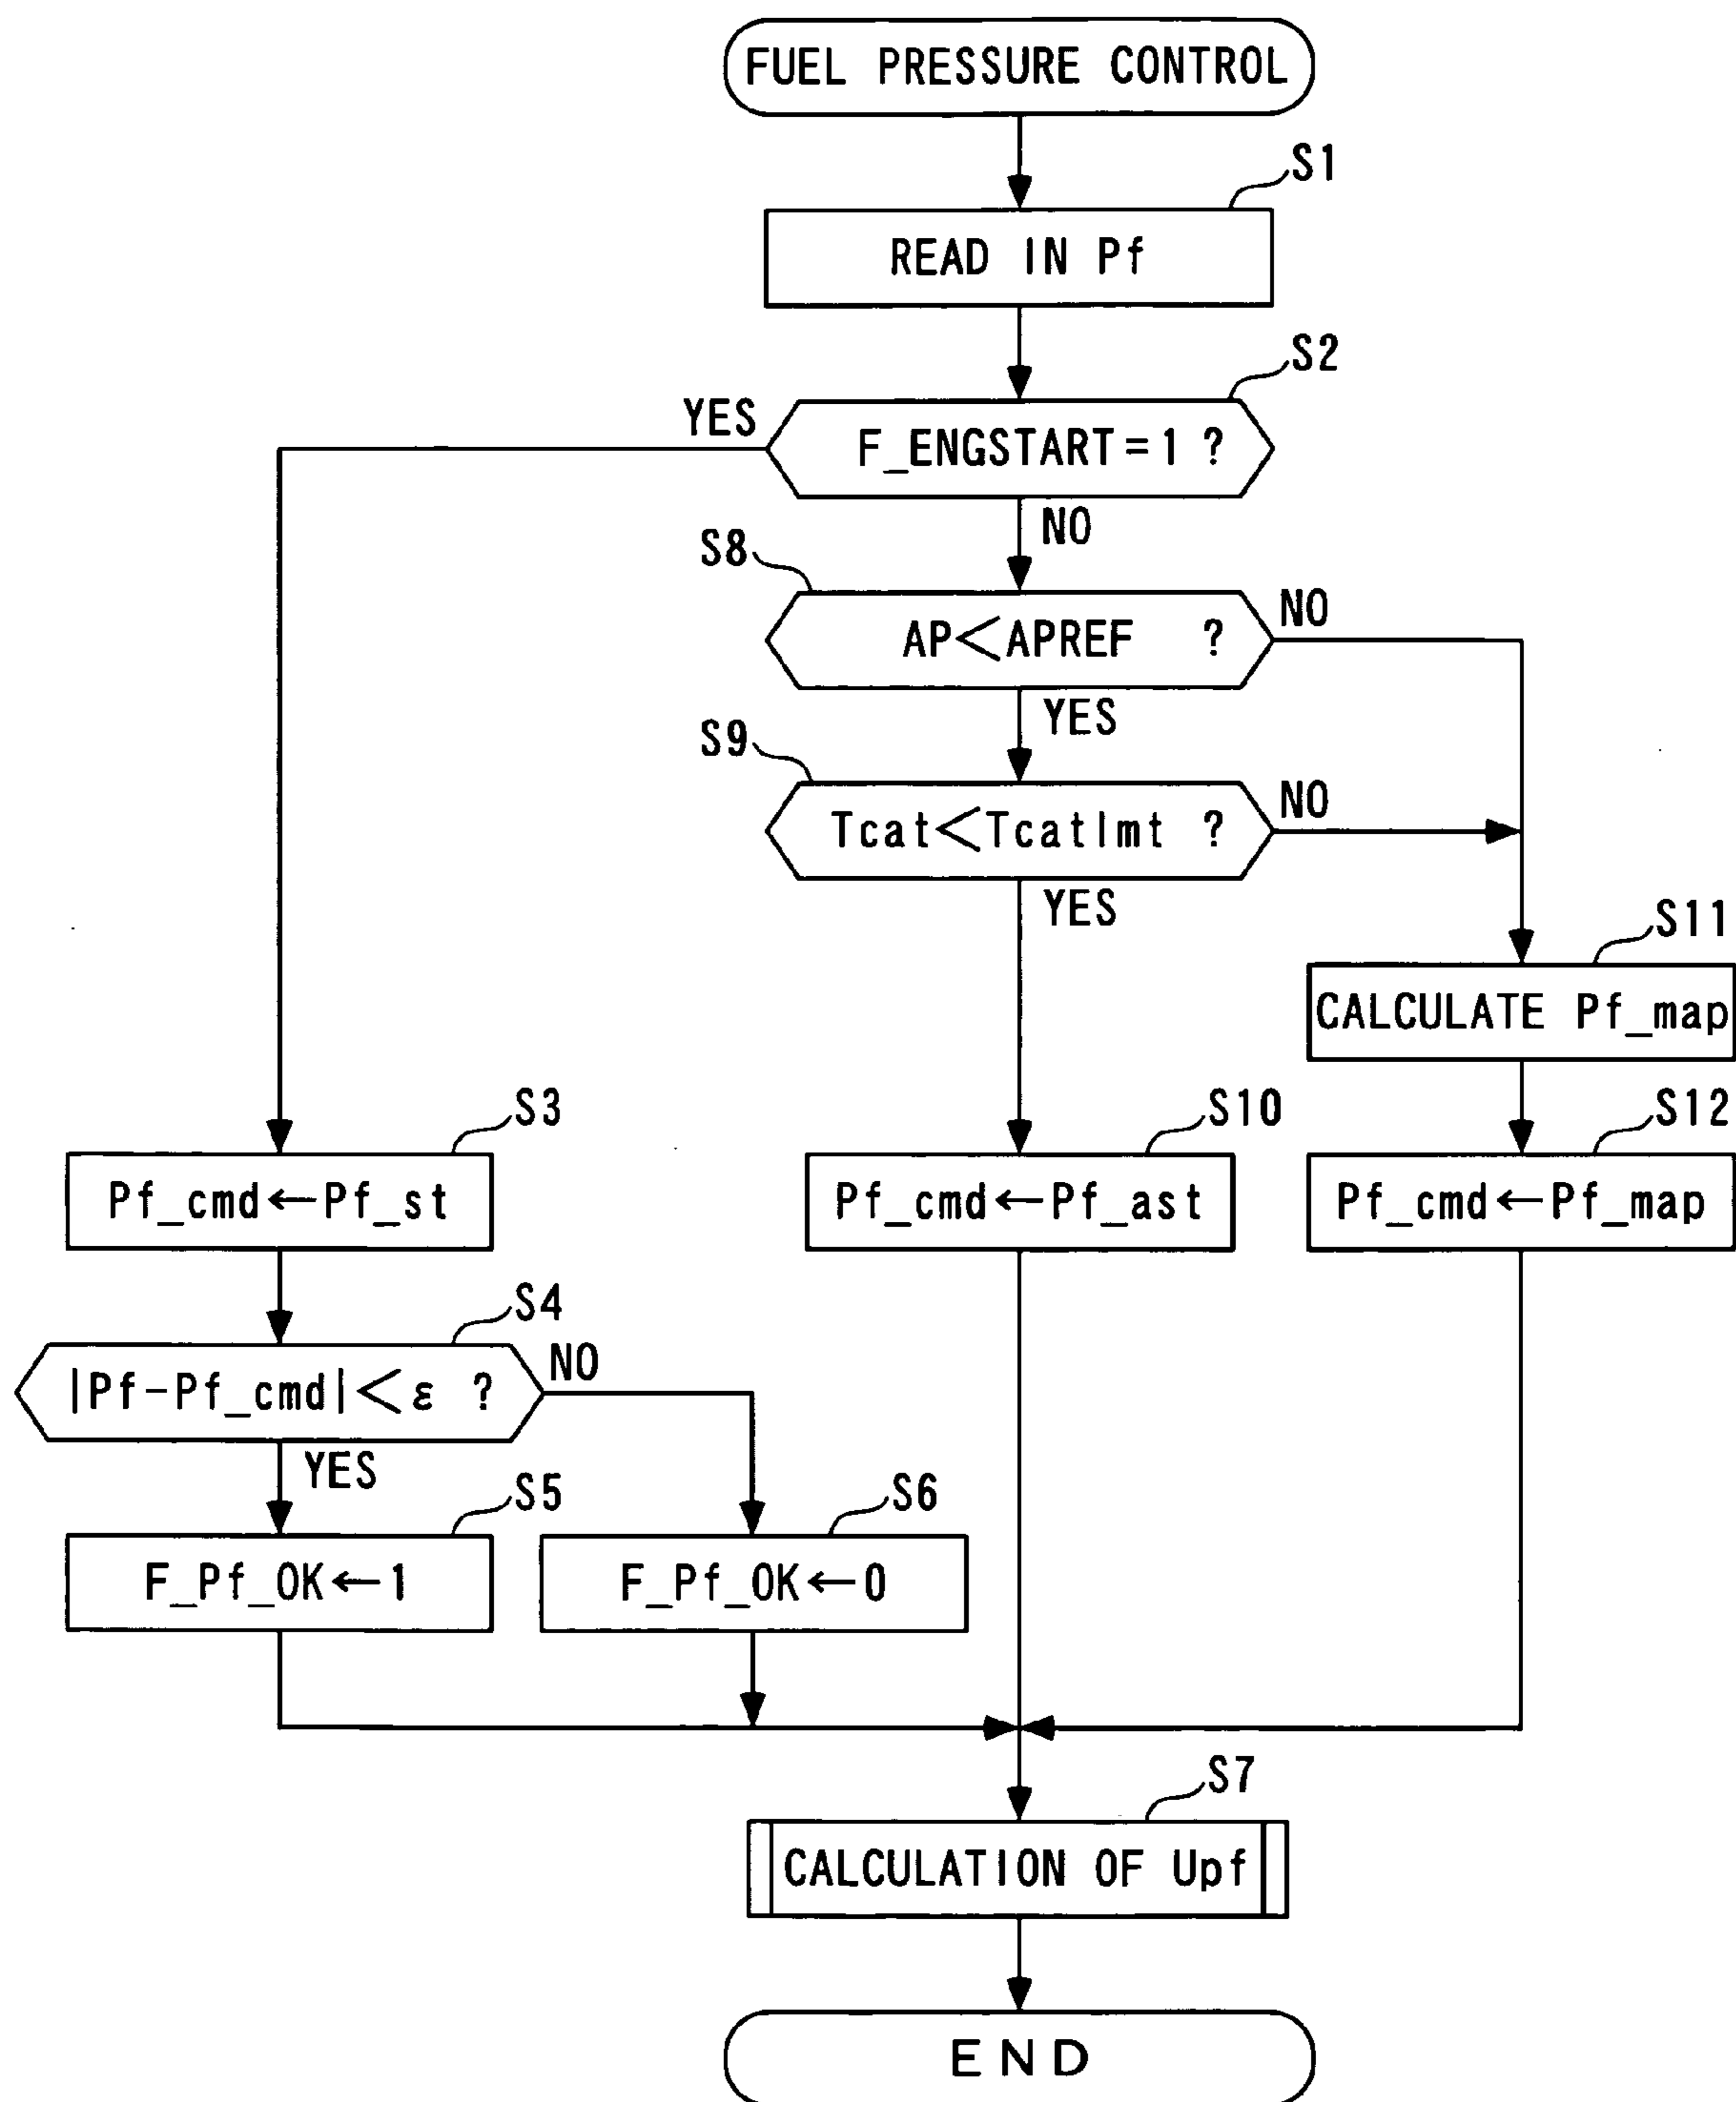 FUEL PRESSURE CONTROL
S1
READ IN Pf
S2
YES
F_ENGSTART=1 ?
NO
S8
AP<APREF ?
NO
YES
S9
Tcat<Tcatlmt ?
NO
YES
S11
CALCULATE Pf_map
S3
S10
S12
Pf_cmd←Pf_st
Pf_cmd←Pf_ast
Pf_cmd←Pf_map
S4
|Pf-Pf_cmd|<ε ?
NO
YES
S5
S6
F_Pf_OK←1
F_Pf_OK←0
S7
CALCULATION OF Upf
END